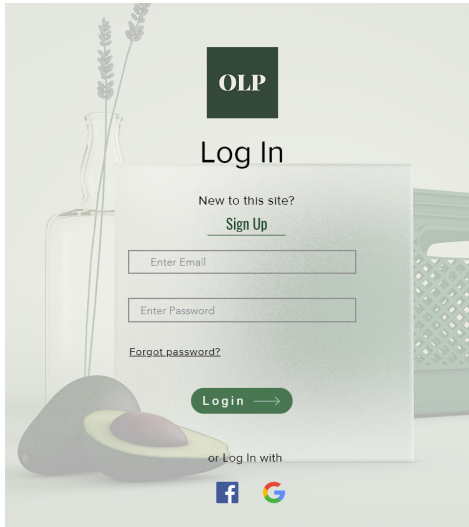 OLP
Log In
New to this site?
Sign Up
Enter Email
Enter Password
Forgot password?
Login
or Log In with
f
G